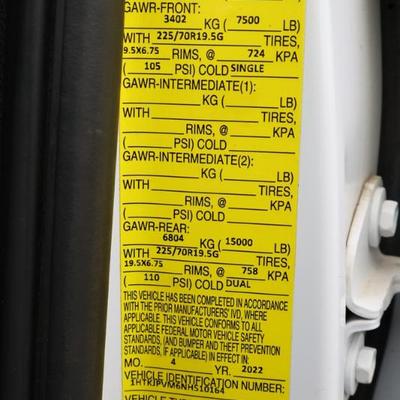 GAWR-FRONT:
3402 KG ( 7500 LB)
WITH 225/70R19.5G TIRES,
9.5X6.75 RIMS, @ 724 KPA
( 105 PSI) COLD SINGLE
GAWR-INTERMEDIATE(1):
KG ( LB)
WITH TIRES,
RIMS, @ KPA
( PSI) COLD
GAWR-INTERMEDIATE(2):
KG ( LB)
WITH TIRES,
RIMS, @ KPA
( PSI) COLD
GAWR-REAR:
6804 KG ( 15000 LB)
WITH 225/70R19.5G TIRES,
19.5X6.75 RIMS, @ 758 KPA
( 110 PSI) COLD DUAL
THIS VEHICLE HAS BEEN COMPLETED IN ACCORDANCE
WITH THE PRIOR MANUFACTURERS' IVD, WHERE
APPLICABLE. THIS VEHICLE CONFORMS TO ALL
APPLICABLE FEDERAL MOTOR VEHICLE SAFETY
STANDARDS, (AND BUMPER AND THEFT PREVENTION
STANDARDS, IF APPLICABLE) IN EFFECT IN:
MO. 4 YR. 2022
VEHICLE IDENTIFICATION NUMBER:
VEHICLE